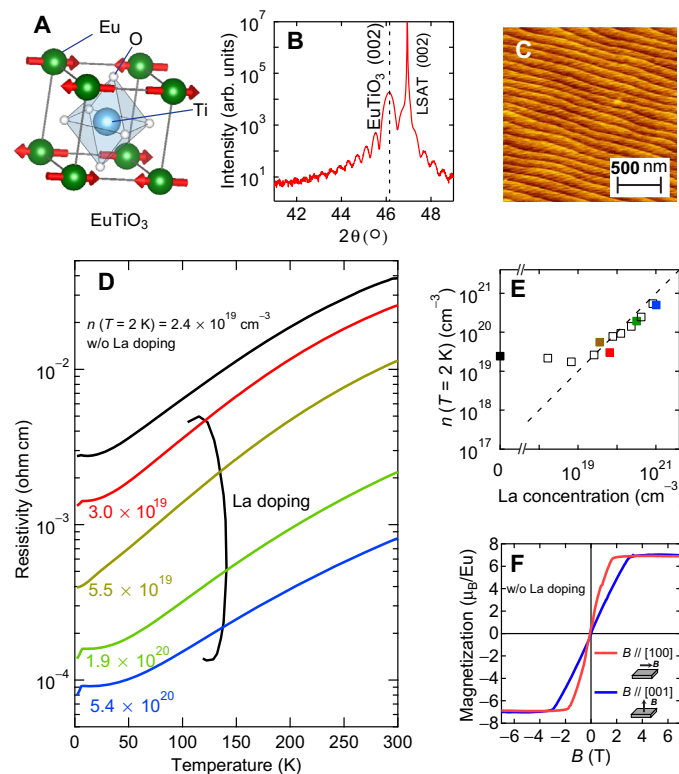 A
Eu
O
Ti
EuTiO3
B
Intensity (arb. units)
10^7
10^5
10^3
10^1
EuTiO3 (002)
LSAT (002)
42 44 46 48
2θ (°)
C
500 nm
D
n (T = 2 K) = 2.4 × 10^19 cm^-3
w/o La doping
Resistivity (ohm cm)
10^-2
10^-3
10^-4
La doping
3.0 × 10^19
5.5 × 10^19
1.9 × 10^20
5.4 × 10^20
0 50 100 150 200 250 300
Temperature (K)
E
n (T = 2 K) (cm^-3)
10^21
10^20
10^19
10^18
10^17
0 10^19 10^21
La concentration (cm^-3)
F
Magnetization (μB/Eu)
8
6
4
2
0
−2
−4
−6
−8
w/o La doping
B // [100]
B
B // [001]
B
−6 −4 −2 0 2 4 6
B (T)